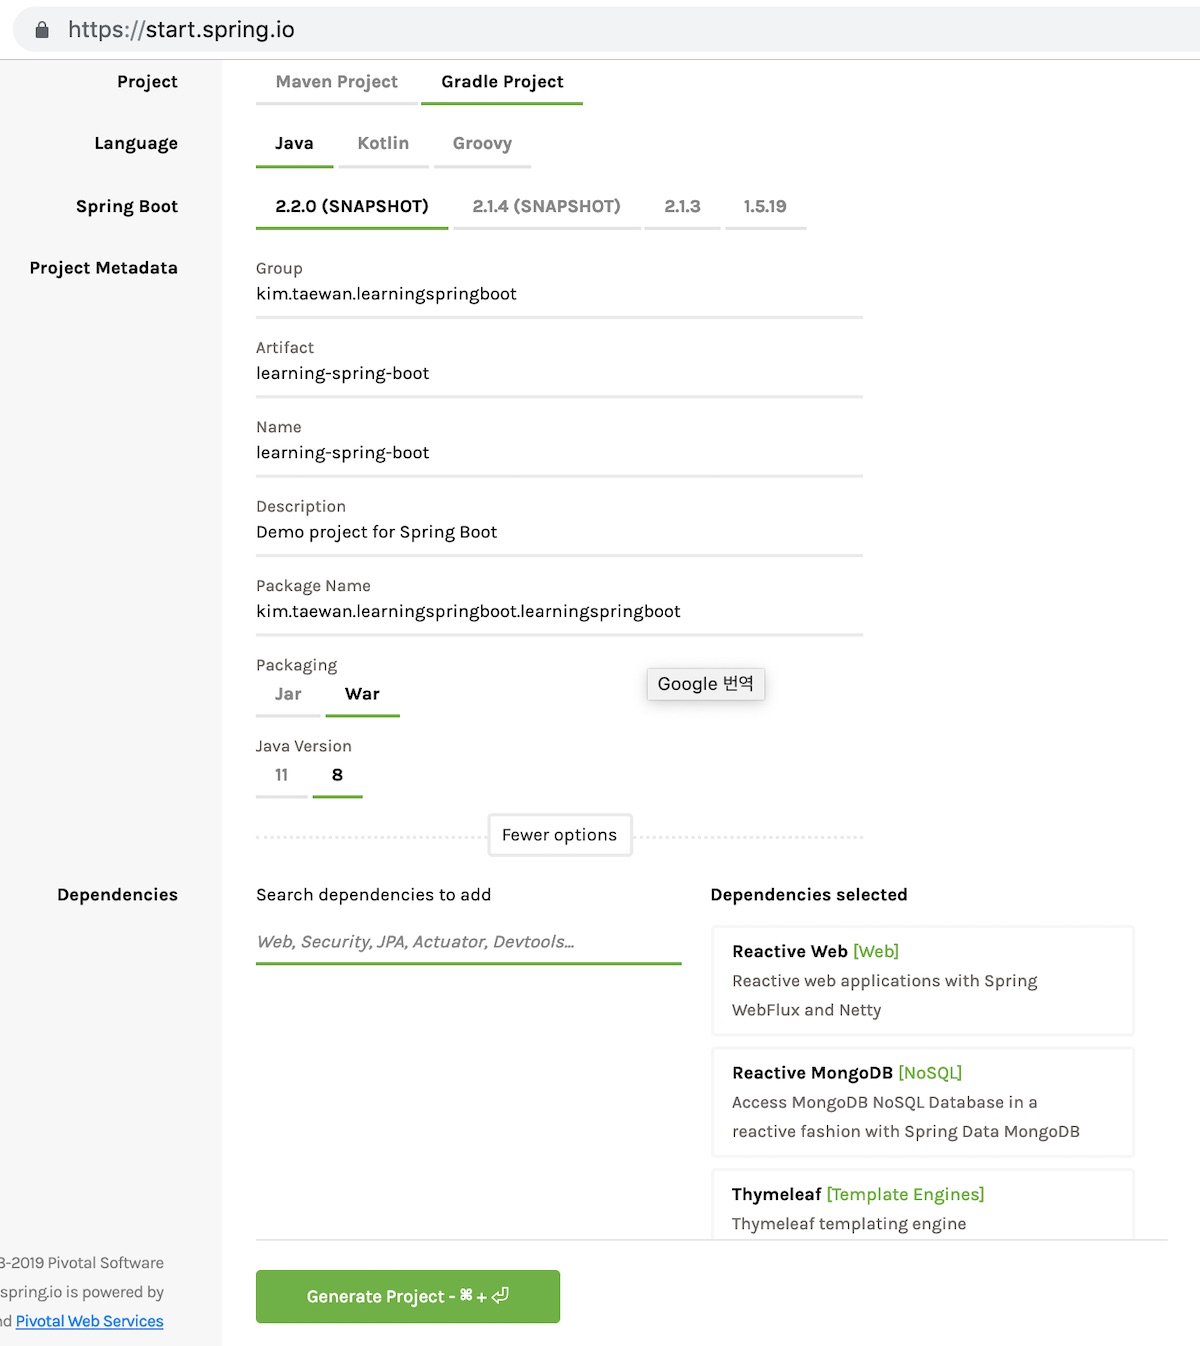 https://start.spring.io
Project
Maven Project
Gradle Project
Language
Java
Kotlin
Groovy
Spring Boot
2.2.0 (SNAPSHOT)
2.1.4 (SNAPSHOT)
2.1.3
1.5.19
Project Metadata
Group
kim.taewan.learningspringboot
Artifact
learning-spring-boot
Name
learning-spring-boot
Description
Demo project for Spring Boot
Package Name
kim.taewan.learningspringboot.learningspringboot
Packaging
Jar
War
Google 번역
Java Version
11
8
Fewer options
Dependencies
Search dependencies to add
Web, Security, JPA, Actuator, Devtools...
Dependencies selected
Reactive Web [Web]
Reactive web applications with Spring
WebFlux and Netty
Reactive MongoDB [NoSQL]
Access MongoDB NoSQL Database in a
reactive fashion with Spring Data MongoDB
Thymeleaf [Template Engines]
Thymeleaf templating engine
3-2019 Pivotal Software
spring.io is powered by
nd Pivotal Web Services
Generate Project - ⌘ + ⏎